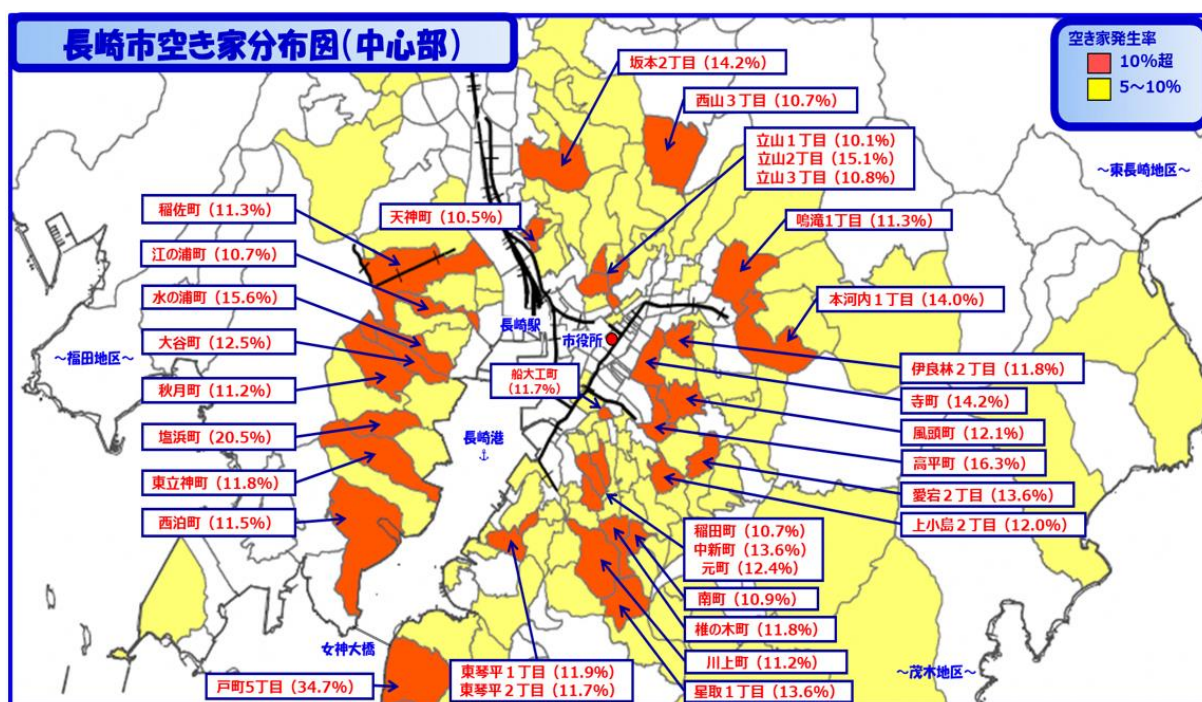 長崎市空き家分布図(中心部)
空き家発生率
10%超
5～10%
坂本2丁目（14.2%）
西山３丁目（10.7%）
立山１丁目（10.1%）
立山２丁目（15.1%）
立山３丁目（10.8%）
～東長崎地区～
稲佐町（11.3%）
天神町（10.5%）
鳴滝1丁目（11.3%）
江の浦町（10.7%）
水の浦町（15.6%）
本河内１丁目（14.0%）
長崎駅
市役所
大谷町（12.5%）
～福田地区～
船大工町
（11.7%）
伊良林２丁目（11.8%）
秋月町（11.2%）
寺町（14.2%）
風頭町（12.1%）
塩浜町（20.5%）
長崎港
高平町（16.3%）
東立神町（11.8%）
愛宕２丁目（13.6%）
西泊町（11.5%）
上小島２丁目（12.0%）
稲田町（10.7%）
中新町（13.6%）
元町（12.4%）
南町（10.9%）
椎の木町（11.8%）
女神大橋
川上町（11.2%）
～茂木地区～
戸町5丁目（34.7%）
東琴平１丁目（11.9%）
東琴平２丁目（11.7%）
星取１丁目（13.6%）